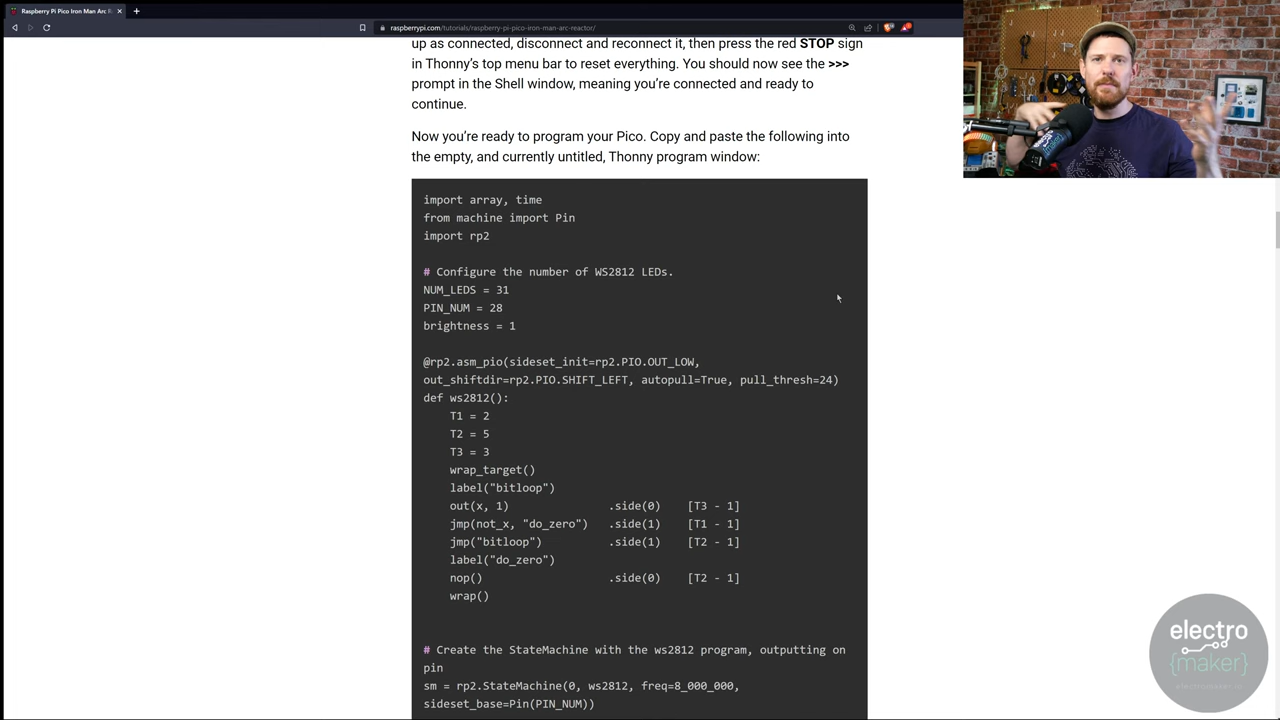 Raspberry Pi Pico Iron Man Arc R
raspberrypi.com/tutorials/raspberry-pi-pico-iron-man-arc-reactor/
up as connected, disconnect and reconnect it, then press the red STOP sign
in Thonny's top menu bar to reset everything. You should now see the >>>
prompt in the Shell window, meaning you're connected and ready to
continue.
Now you're ready to program your Pico. Copy and paste the following into
the empty, and currently untitled, Thonny program window:
import array, time
from machine import Pin
import rp2
# Configure the number of WS2812 LEDs.
NUM_LEDS = 31
PIN_NUM = 28
brightness = 1
@rp2.asm_pio(sideset_init=rp2.PIO.OUT_LOW,
out_shiftdir=rp2.PIO.SHIFT_LEFT, autopull=True, pull_thresh=24)
def ws2812():
T1 = 2
T2 = 5
T3 = 3
wrap_target()
label("bitloop")
out(x, 1) .side(0) [T3 - 1]
jmp(not_x, "do_zero") .side(1) [T1 - 1]
jmp("bitloop") .side(1) [T2 - 1]
label("do_zero")
nop() .side(0) [T2 - 1]
wrap()
# Create the StateMachine with the ws2812 program, outputting on
pin
sm = rp2.StateMachine(0, ws2812, freq=8_000_000,
sideset_base=Pin(PIN_NUM))
electro
{maker}